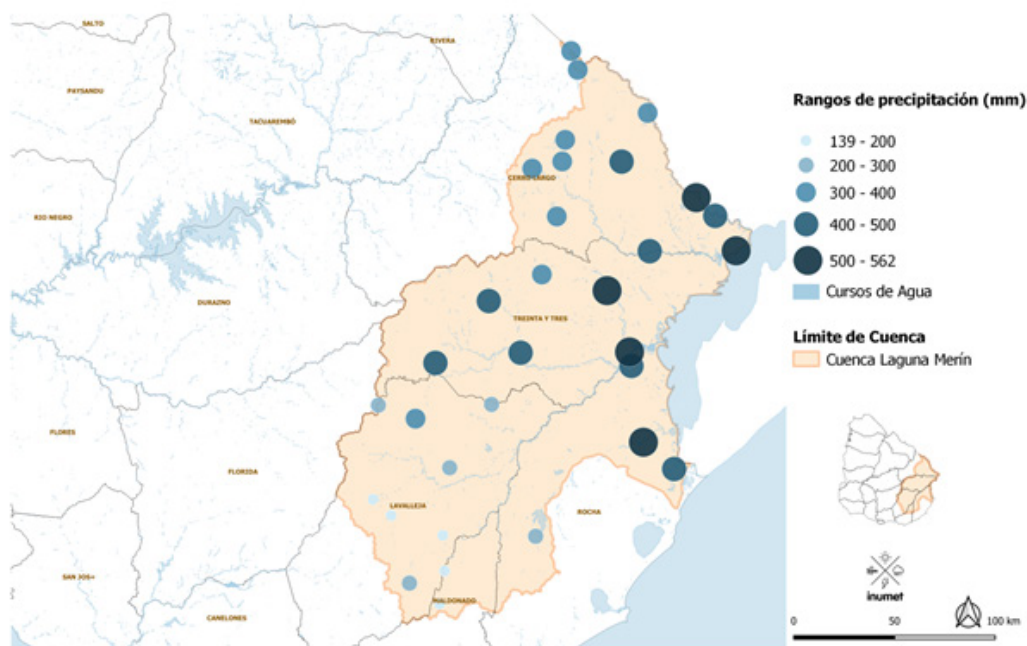 SALTO
RIVERA
PAYSANDU
TACUAREMBÓ
CERRO LARGO
RIO NEGRO
DURAZNO
TREINTA Y TRES
FLORES
FLORIDA
LAVALLEJA
ROCHA
SAN JOS+
MALDONADO
CANELONES
Rangos de precipitación (mm)
139 - 200
200 - 300
300 - 400
400 - 500
500 - 562
Cursos de Agua
Límite de Cuenca
Cuenca Laguna Merín
inumet
0 50 100 km